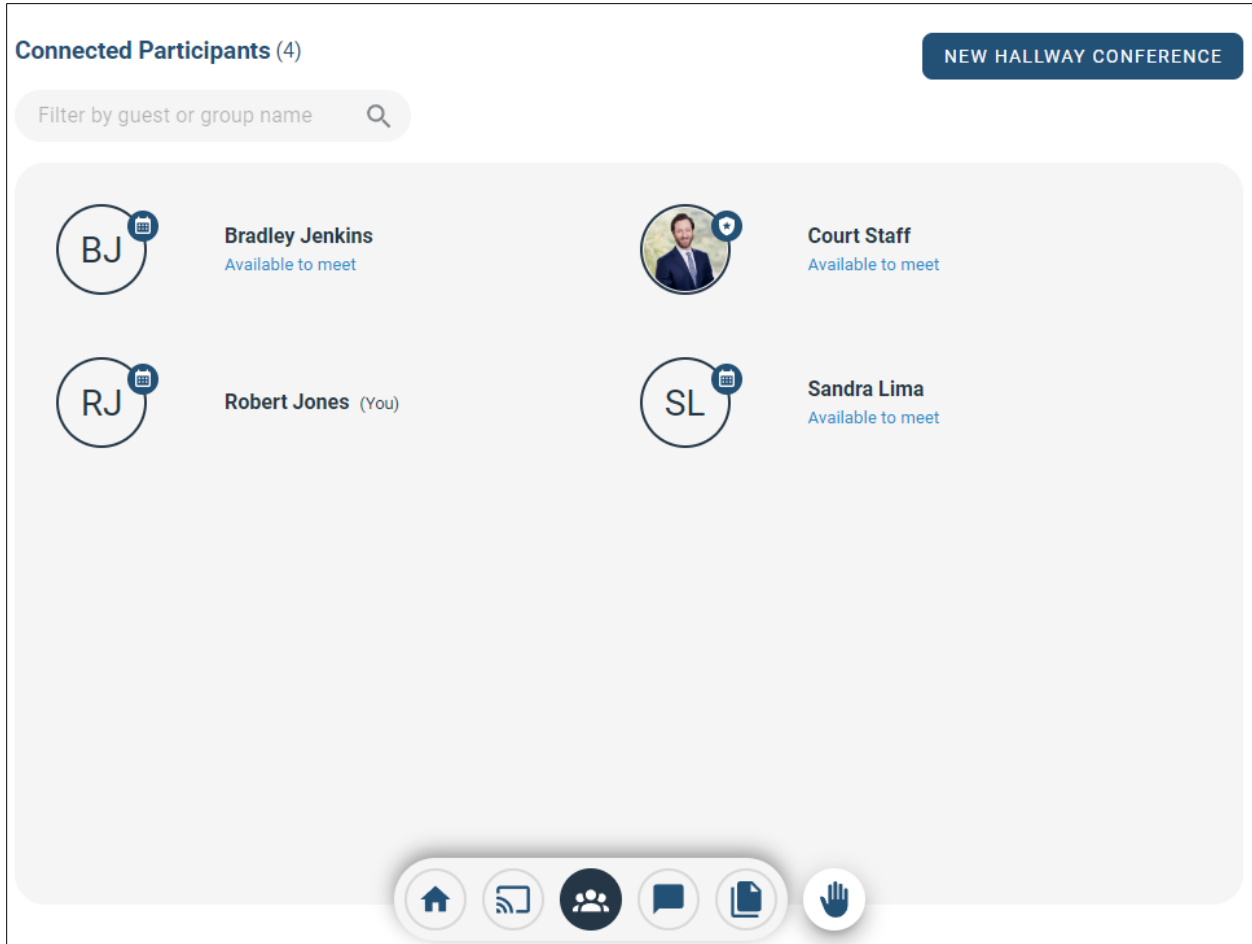 Connected Participants (4)
NEW HALLWAY CONFERENCE
Filter by guest or group name
BJ
Bradley Jenkins
Available to meet
Court Staff
Available to meet
RJ
Robert Jones (You)
SL
Sandra Lima
Available to meet